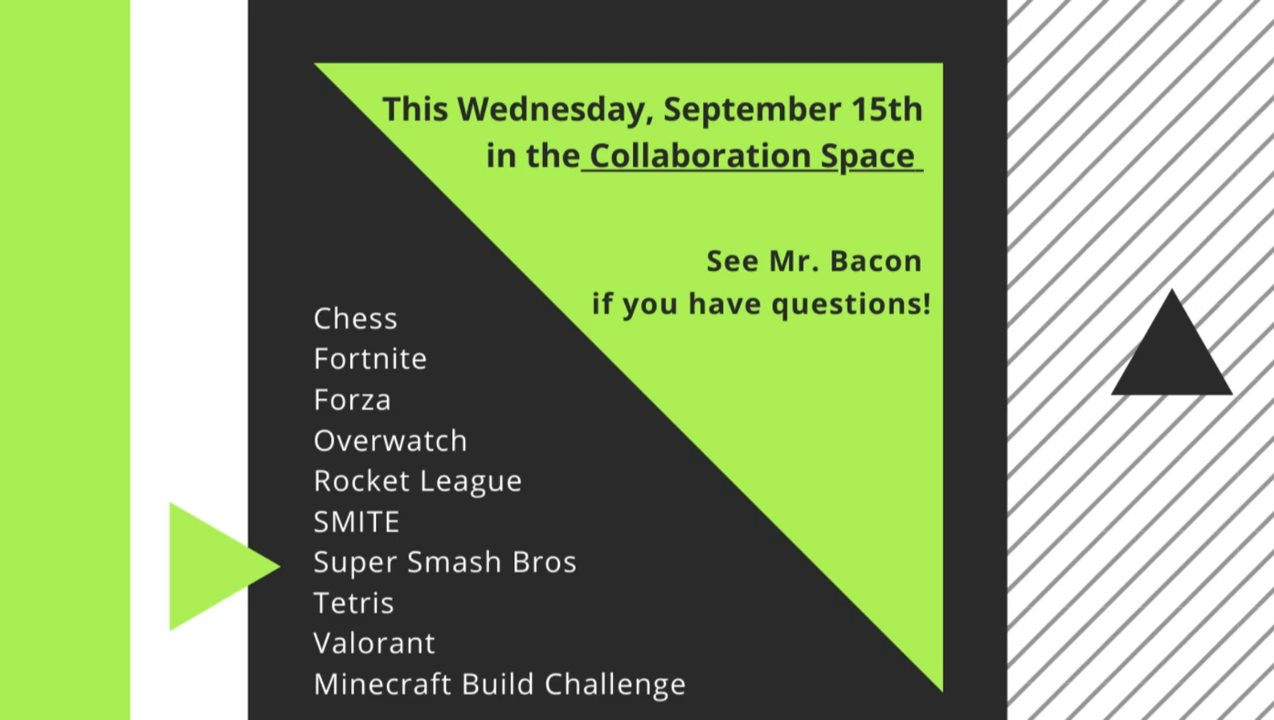 This Wednesday, September 15th
in the Collaboration Space
See Mr. Bacon
if you have questions!
Chess
Fortnite
Forza
Overwatch
Rocket League
SMITE
Super Smash Bros
Tetris
Valorant
Minecraft Build Challenge